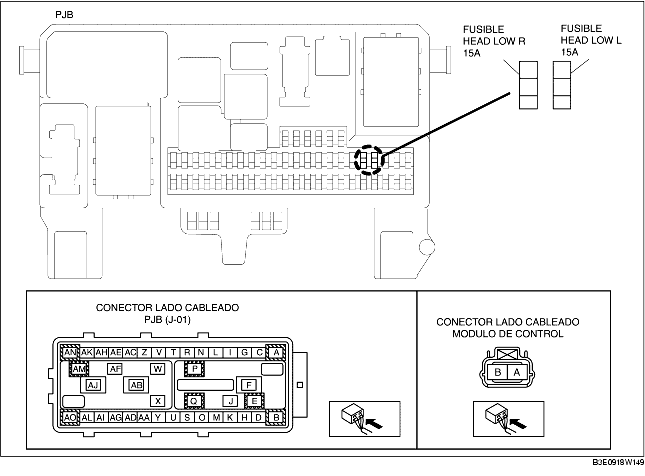 PJB
FUSIBLE
HEAD LOW R
15A
FUSIBLE
HEAD LOW L
15A
CONECTOR LADO CABLEADO
PJB (J-01)
AN AK AH AE AC Z V T R N L I G C A
AM AF W P
AJ AB F
X Q J E
AO AL AI AG AD AA Y U S O M K H D B
CONECTOR LADO CABLEADO
MODULO DE CONTROL
B A
B3E0918W149